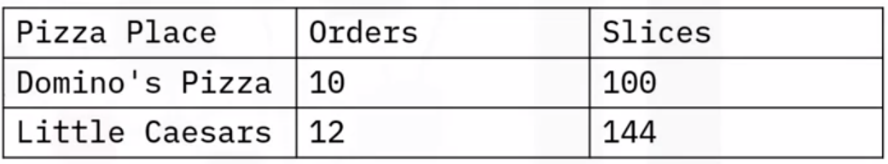 Pizza Place Orders Slices
Domino's Pizza 10 100
Little Caesars 12 144